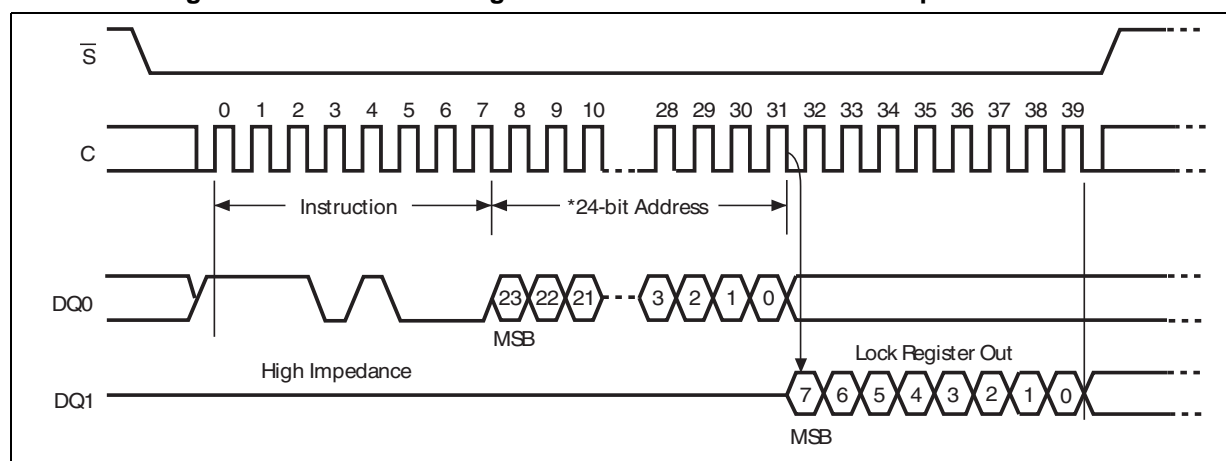 S
0 1 2 3 4 5 6 7 8 9 10 28 29 30 31 32 33 34 35 36 37 38 39
C
Instruction *24-bit Address
DQ0 23 22 21 3 2 1 0
MSB
High Impedance Lock Register Out
DQ1 7 6 5 4 3 2 1 0
MSB